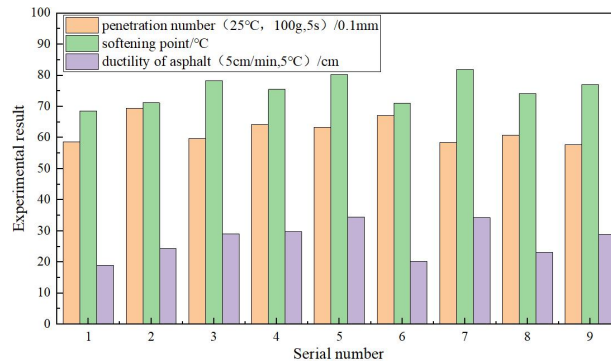 100
90
80
70
60
50
40
30
20
10
0
Experimental result
penetration number（25℃，100g,5s）/0.1mm
softening point/℃
ductility of asphalt（5cm/min,5℃）/cm
1 2 3 4 5 6 7 8 9
Serial number